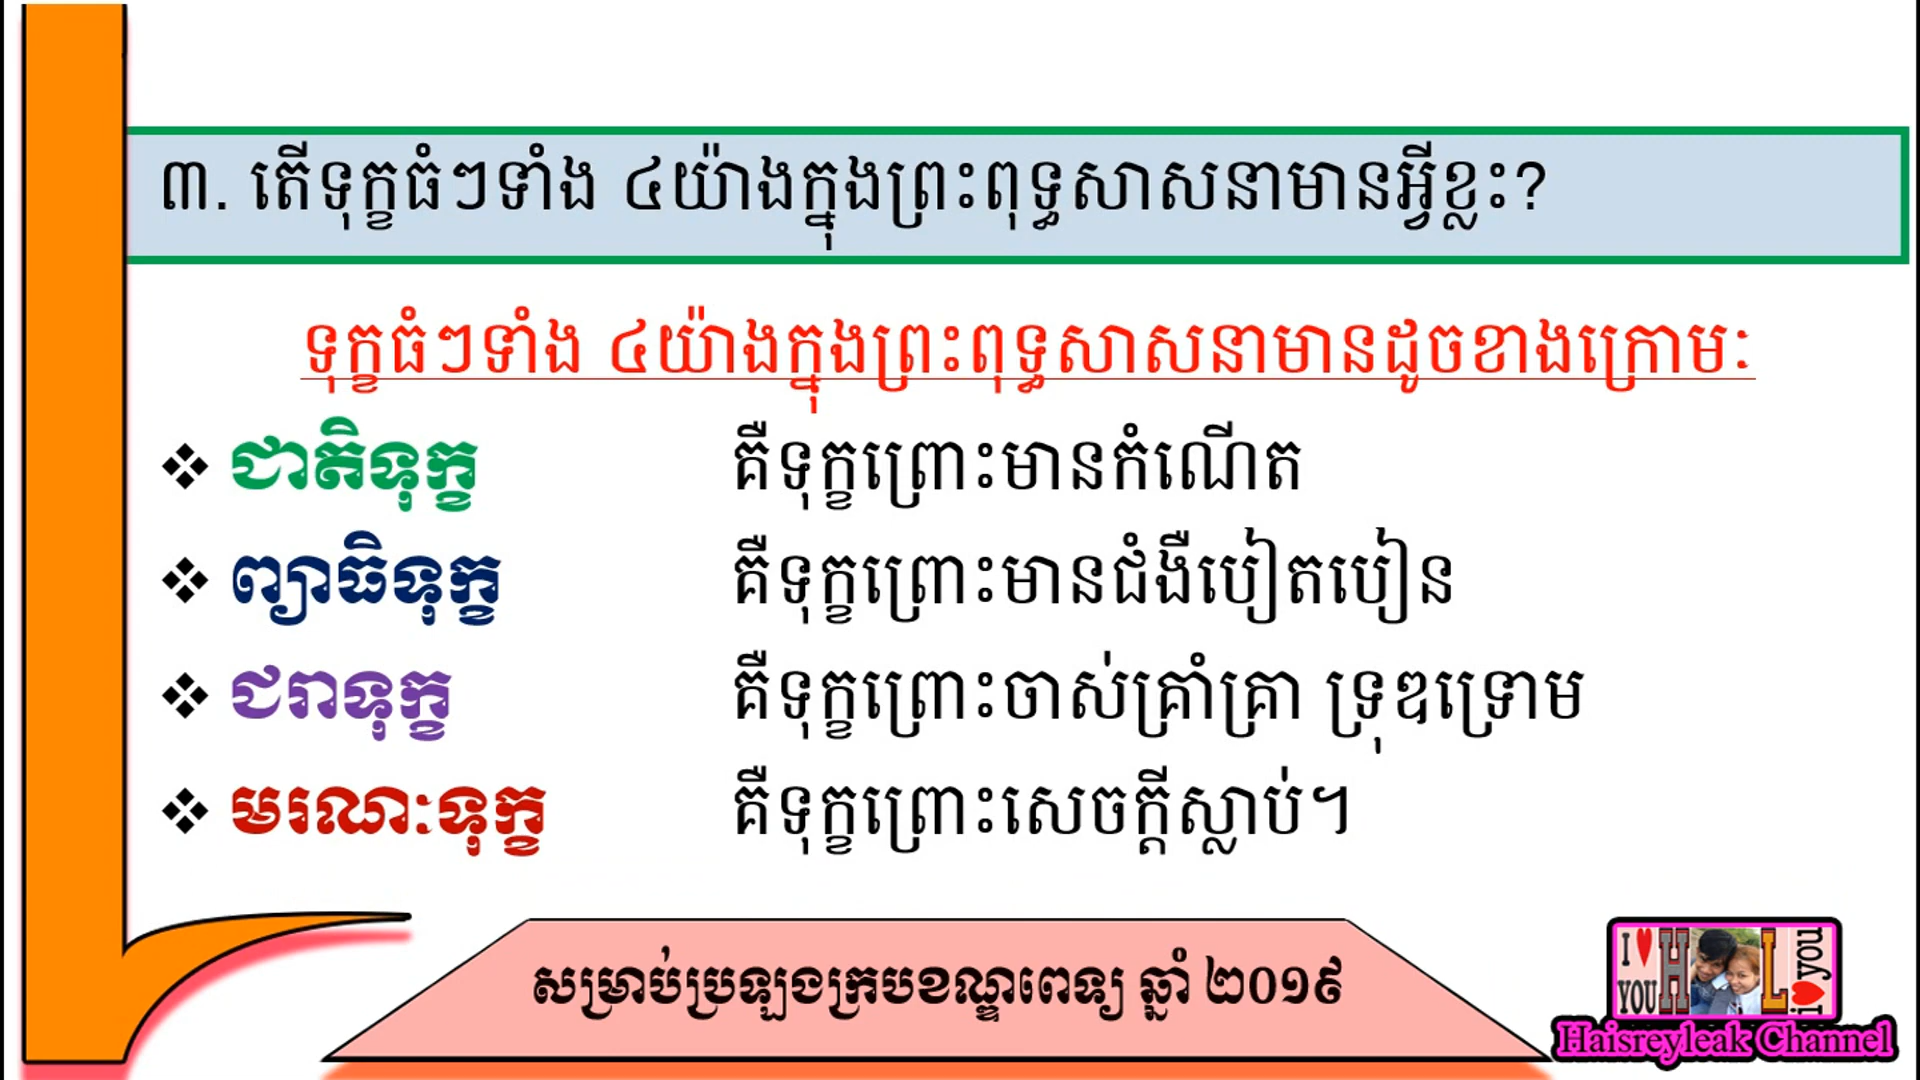 ៣. តើទុក្ខធំៗទាំង ៤យ៉ាងក្នុងព្រះពុទ្ធសាសនាមានអ្វីខ្លះ?
ទុក្ខធំៗទាំង ៤យ៉ាងក្នុងព្រះពុទ្ធសាសនាមានដូចខាងក្រោម៖
❖ ជាតិទុក្ខ គឺទុក្ខព្រោះមានកំណើត
❖ ព្យាធិទុក្ខ គឺទុក្ខព្រោះមានជំងឺបៀតបៀន
❖ ជរាទុក្ខ គឺទុក្ខព្រោះចាស់គ្រាំគ្រា ទ្រុឌទ្រោម
❖ មរណៈទុក្ខ គឺទុក្ខព្រោះសេចក្តីស្លាប់។
សម្រាប់ប្រឡងក្របខណ្ឌពេទ្យ ឆ្នាំ ២០១៩
I ♥ YOU H L i ♥ you
Haisreyleak Channel